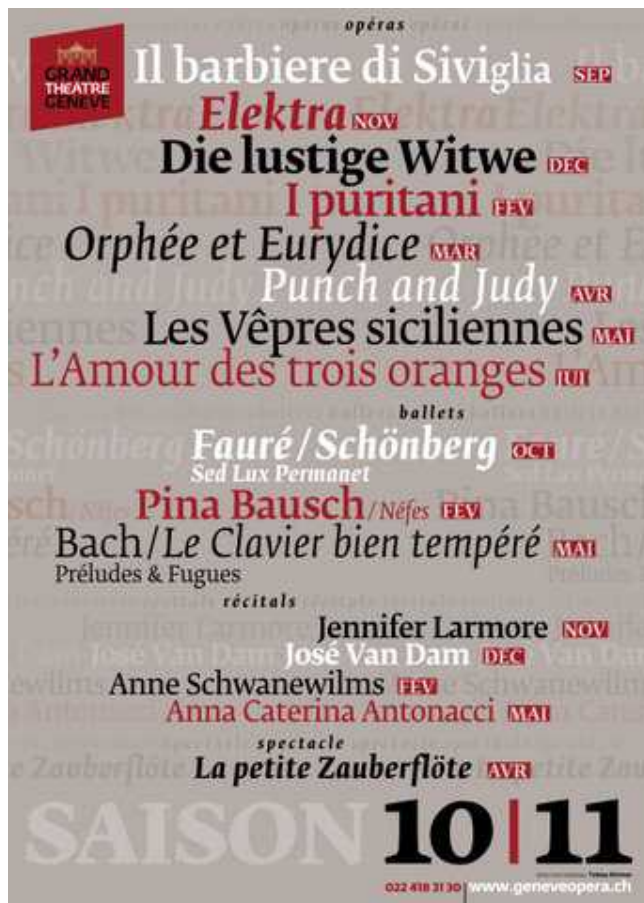 opéras
GRAND
THEATRE
GENEVE
Il barbiere di Siviglia SEP
Elektra NOV
Die lustige Witwe DEC
I puritani FEV
Orphée et Eurydice MAR
Punch and Judy AVR
Les Vêpres siciliennes MAI
L'Amour des trois oranges JUI
ballets
Fauré/Schönberg OCT
Sed Lux Permanet
Pina Bausch/Néfes FEV
Bach/Le Clavier bien tempéré MAI
Préludes & Fugues
récitals
Jennifer Larmore NOV
José Van Dam DEC
Anne Schwanewilms FEV
Anna Caterina Antonacci MAI
spectacle
La petite Zauberflöte AVR
SAISON 10|11
022 418 31 30 www.geneveopera.ch